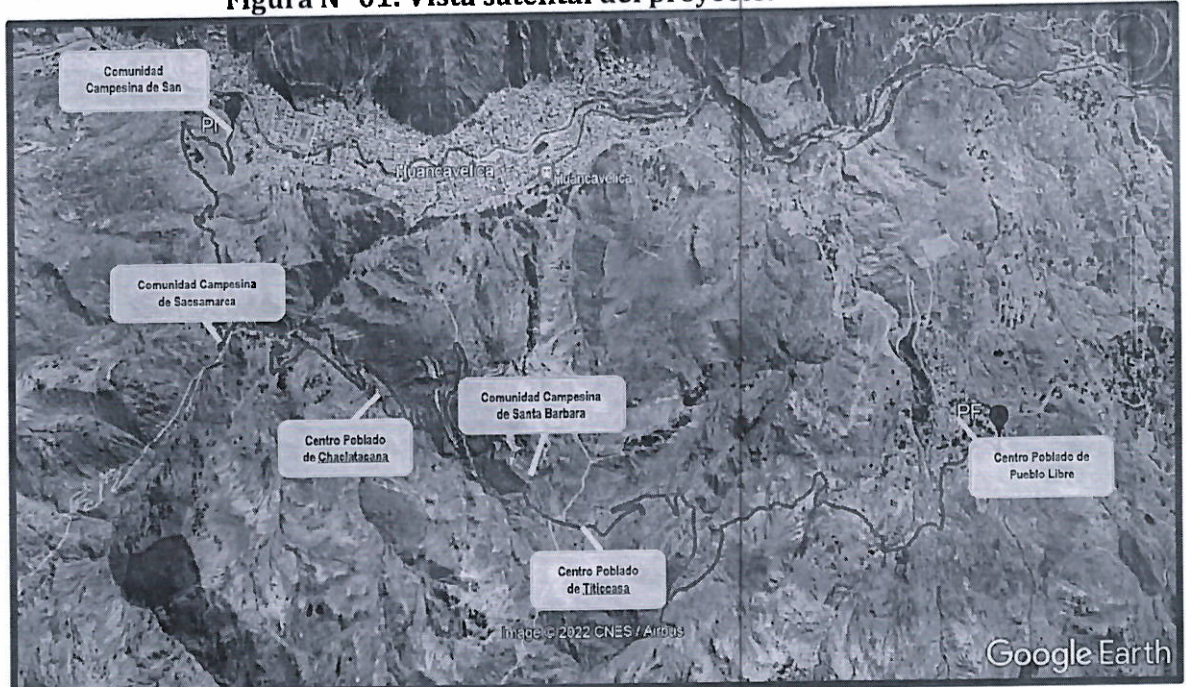 Figura N° 01. Vista satelital del proyecto.
Comunidad
Campesina de San
PI
Huancavelica
Huancavelica
Comunidad Campesina
de Sacsamarca
Comunidad Campesina
de Santa Barbara
Centro Poblado
de Chaclatacana
PF
Centro Poblado de
Pueblo Libre
Centro Poblado
de Titiccasa
Image © 2022 CNES / Airbus
Google Earth